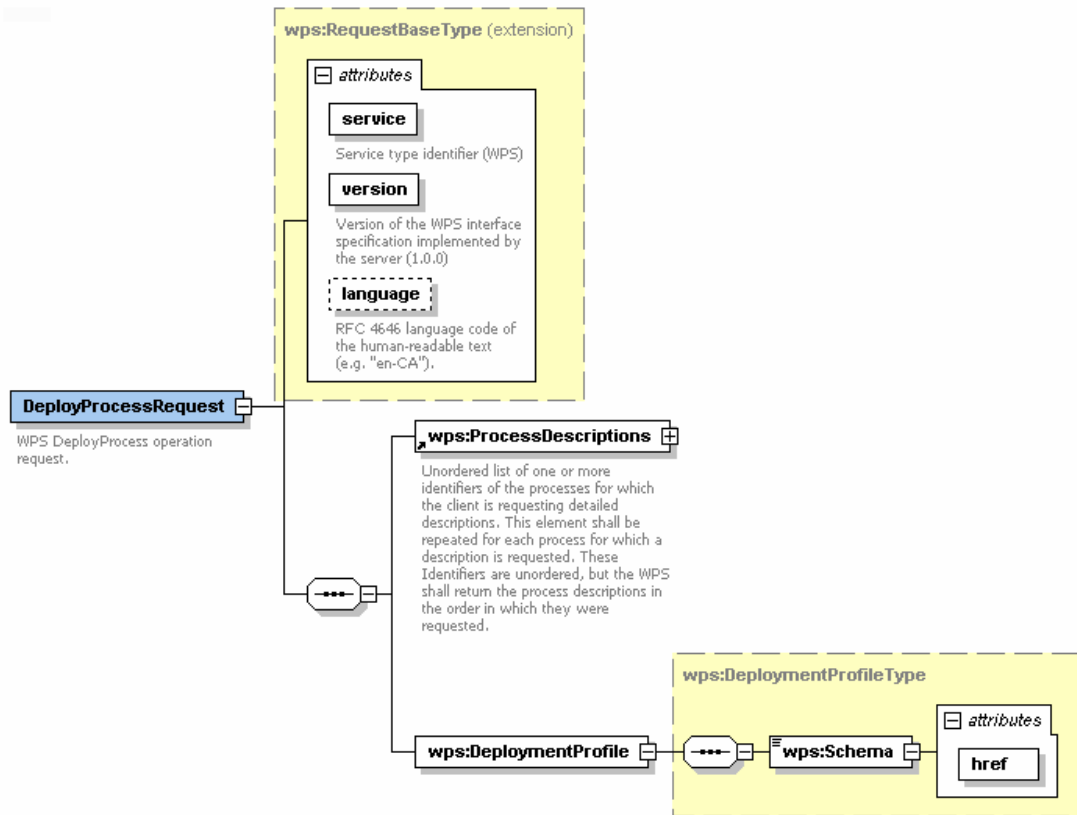 wps:RequestBaseType (extension)
attributes
service
Service type identifier (WPS)
version
Version of the WPS interface
specification implemented by
the server (1.0.0)
language
RFC 4646 language code of
the human-readable text
(e.g. "en-CA").
DeployProcessRequest
WPS DeployProcess operation
request.
wps:ProcessDescriptions
Unordered list of one or more
identifiers of the processes for which
the client is requesting detailed
descriptions. This element shall be
repeated for each process for which a
description is requested. These
Identifiers are unordered, but the WPS
shall return the process descriptions in
the order in which they were
requested.
wps:DeploymentProfileType
wps:DeploymentProfile
wps:Schema
attributes
href